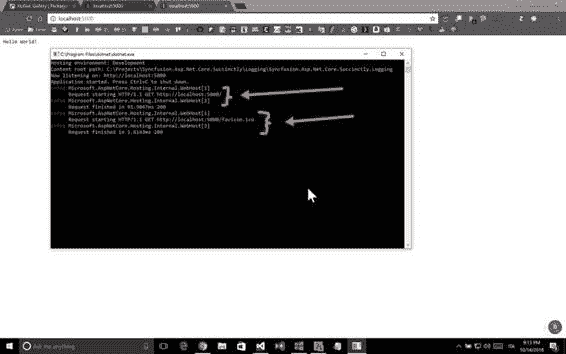 NuGet Gallery | Packages
localhost:5000
localhost:5000
localhost:5000
Hello World!
C:\Program Files\dotnet\dotnet.exe
Hosting environment: Development
Content root path: C:\Projects\Syncfusion.Asp.Net.Core.Succinctly\Logging\Syncfusion.Asp.Net.Core.Succinctly.Logging
Now listening on: http://localhost:5000
Application started. Press Ctrl+C to shut down.
info: Microsoft.AspNetCore.Hosting.Internal.WebHost[1]
Request starting HTTP/1.1 GET http://localhost:5000/
info: Microsoft.AspNetCore.Hosting.Internal.WebHost[2]
Request finished in 91.9047ms 200
info: Microsoft.AspNetCore.Hosting.Internal.WebHost[1]
Request starting HTTP/1.1 GET http://localhost:5000/favicon.ico
info: Microsoft.AspNetCore.Hosting.Internal.WebHost[2]
Request finished in 1.6149ms 200
Ask me anything
ITA
9:13 PM
10/14/2016